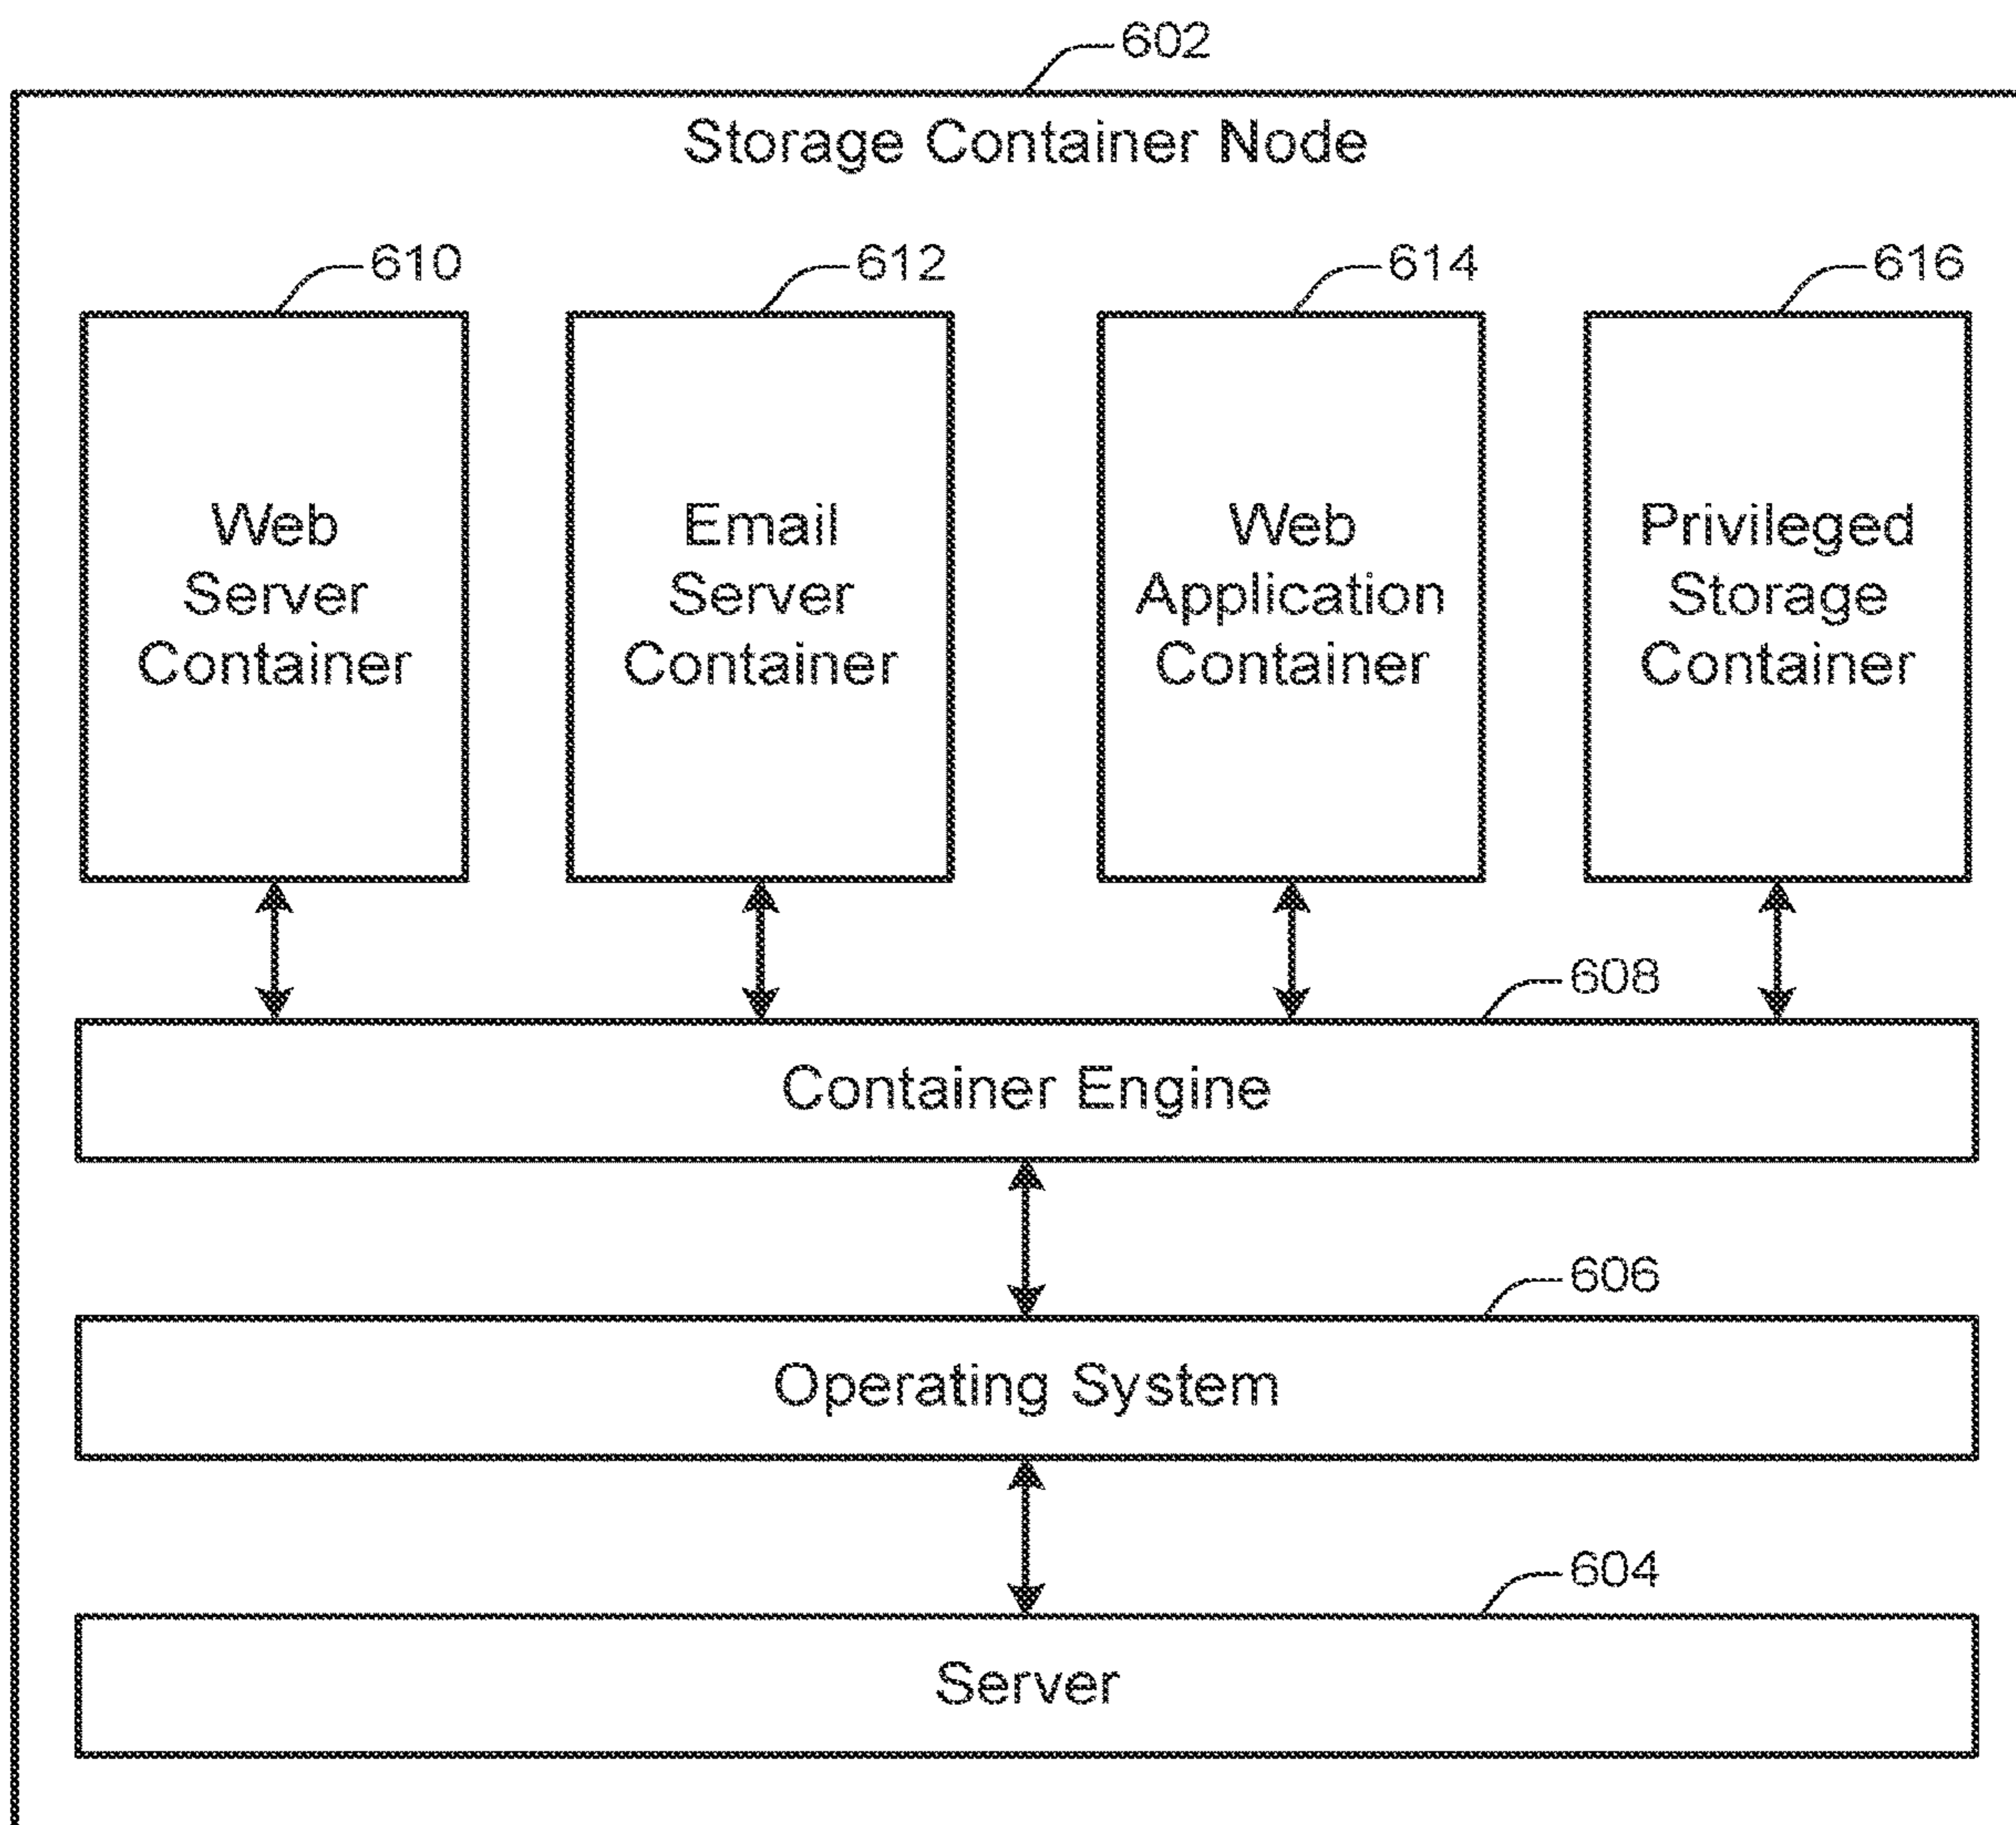 602
Storage Container Node
610
612
614
616
Web
Server
Container
Email
Server
Container
Web
Application
Container
Privileged
Storage
Container
608
Container Engine
606
Operating System
604
Server